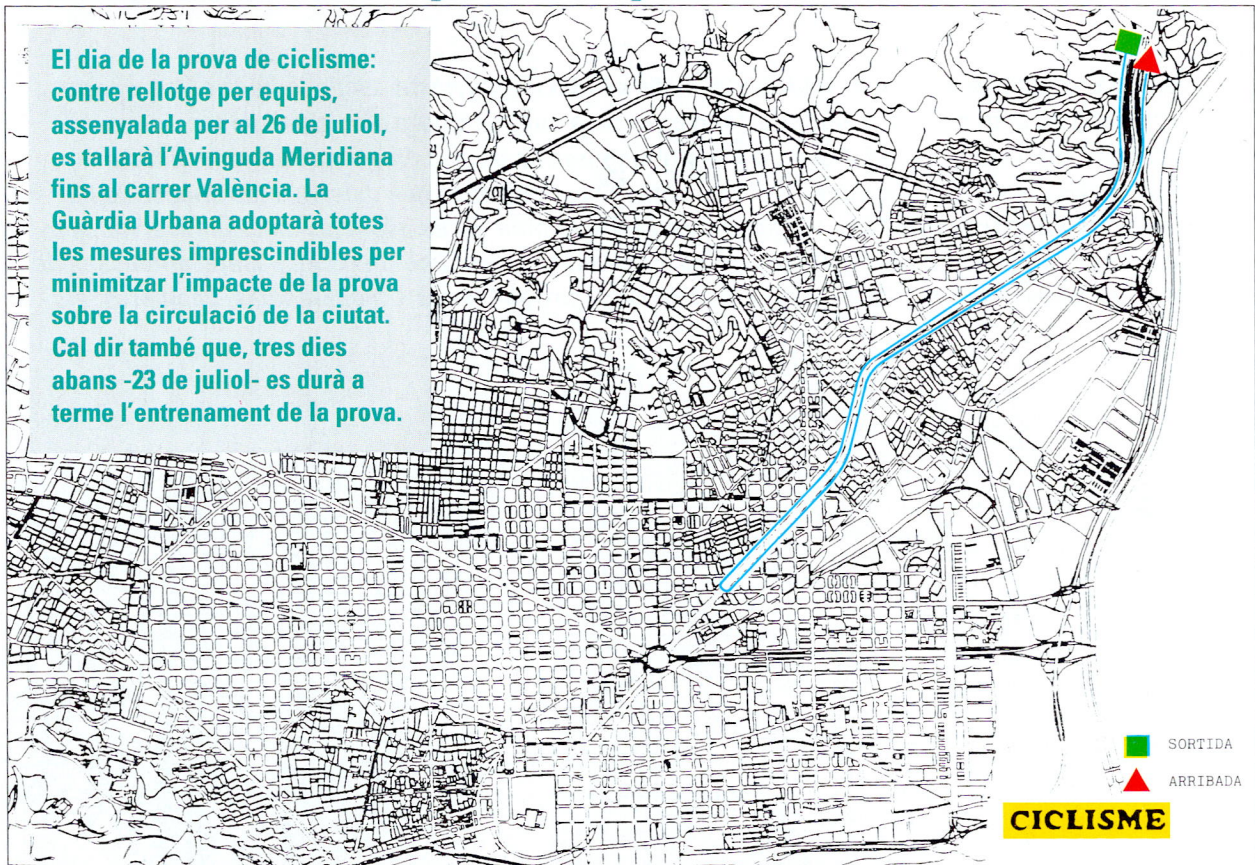 El dia de la prova de ciclisme:
contre rellotge per equips,
assenyalada per al 26 de juliol,
es tallarà l'Avinguda Meridiana
fins al carrer València. La
Guàrdia Urbana adoptarà totes
les mesures imprescindibles per
minimitzar l'impacte de la prova
sobre la circulació de la ciutat.
Cal dir també que, tres dies
abans -23 de juliol- es durà a
terme l'entrenament de la prova.
SORTIDA
ARRIBADA
CICLISME